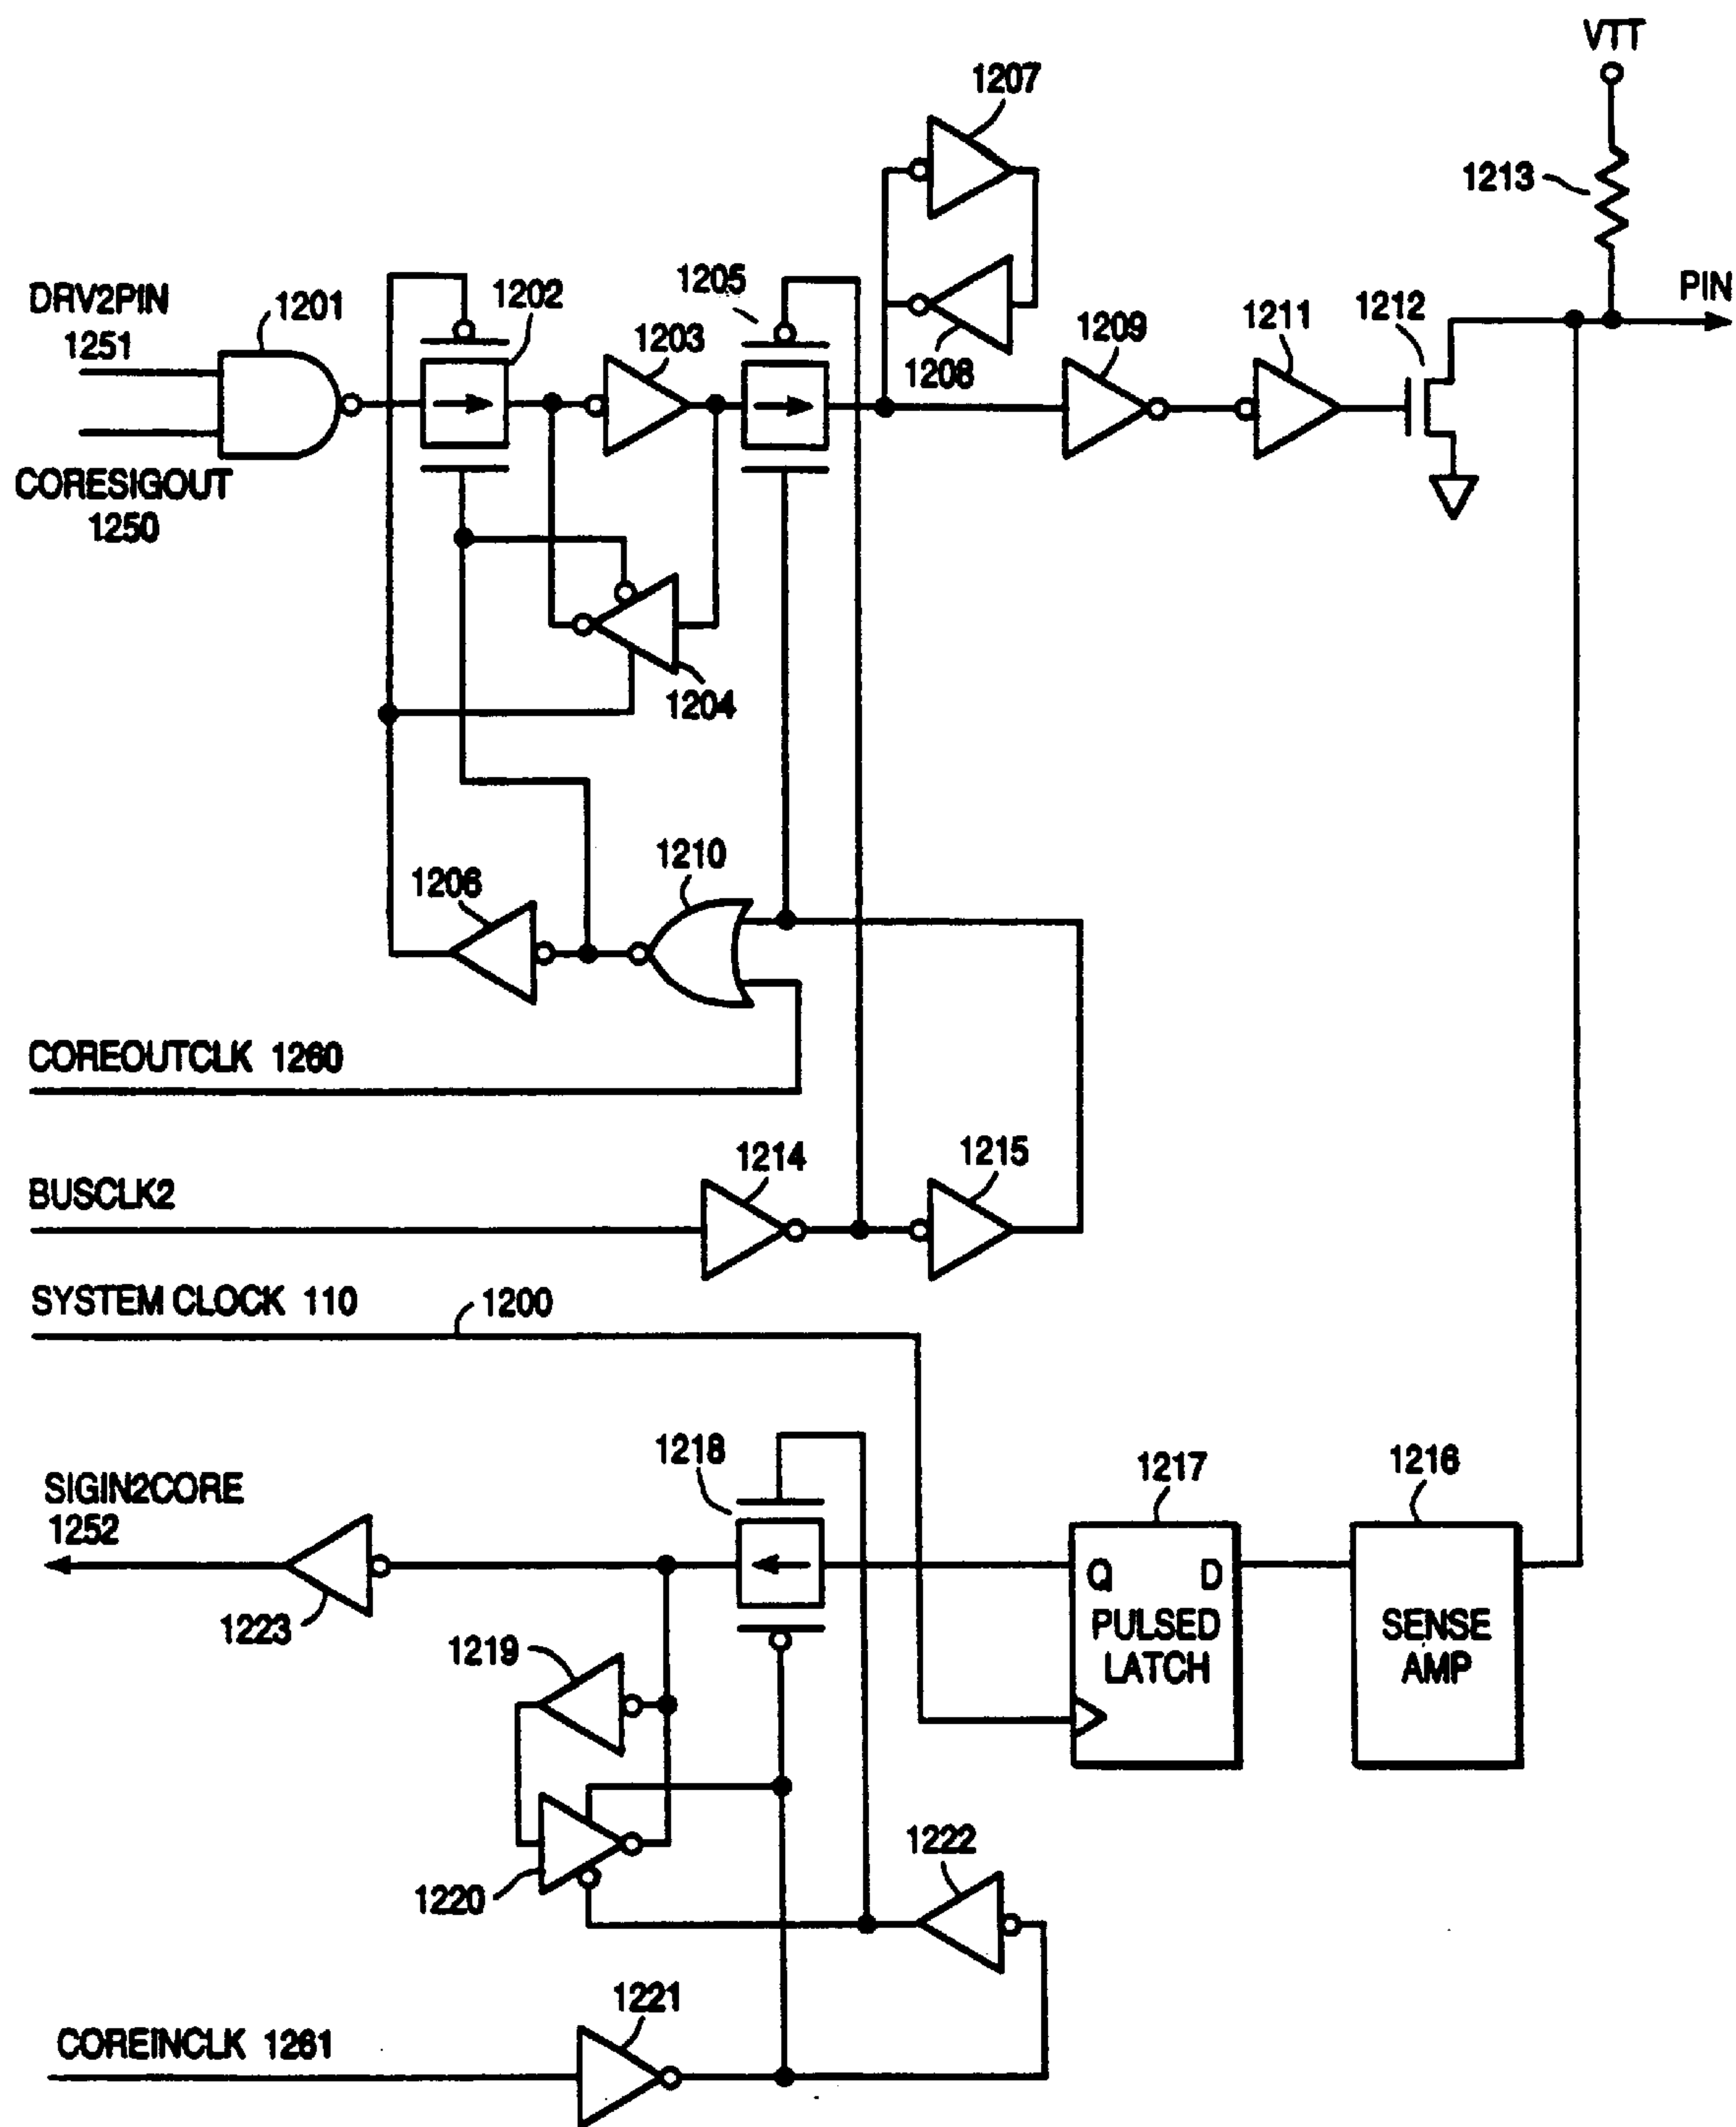 VTT
1207
1213
1205
1202
DRV2PIN
1201
1251
1203
1209
1211
1212
PIN
1208
CORESIGOUT
1250
1204
1210
1206
COREOUTCLK 1260
1214
1215
BUSCLK2
SYSTEM CLOCK 110
1200
1218
1217
1216
SIGIN2CORE
1252
Q D
PULSED
LATCH
SENSE
AMP
1223
1219
1220
1222
1221
COREINCLK 1261